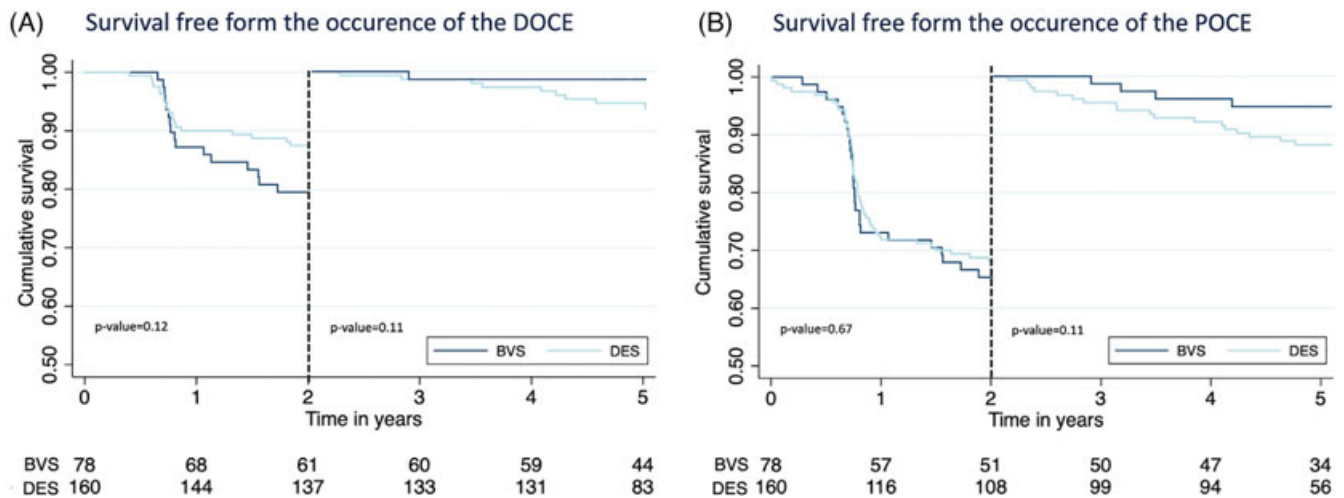 (A) Survival free form the occurence of the DOCE
Cumulative survival
1.00
0.90
0.80
0.70
0.60
0.50
p-value=0.12
p-value=0.11
BVS DES
0 1 2 3 4 5
Time in years
BVS 78 68 61 60 59 44
DES 160 144 137 133 131 83
(B) Survival free form the occurence of the POCE
Cumulative survival
1.00
0.90
0.80
0.70
0.60
0.50
p-value=0.67
p-value=0.11
BVS DES
0 1 2 3 4 5
Time in years
BVS 78 57 51 50 47 34
DES 160 116 108 99 94 56